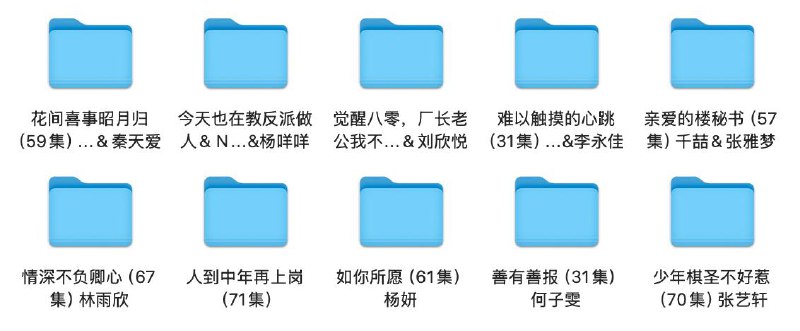 花间喜事昭月归
（59集）...＆秦天爱
今天也在教反派做
人＆N...&杨咩咩
觉醒八零，厂长老
公我不...＆刘欣悦
难以触摸的心跳
（31集）...&李永佳
亲爱的楼秘书（57
集）千喆＆张雅梦
情深不负卿心（67
集）林雨欣
人到中年再上岗
（71集）
如你所愿（61集）
杨妍
善有善报（31集）
何子雯
少年棋圣不好惹
（70集）张艺轩